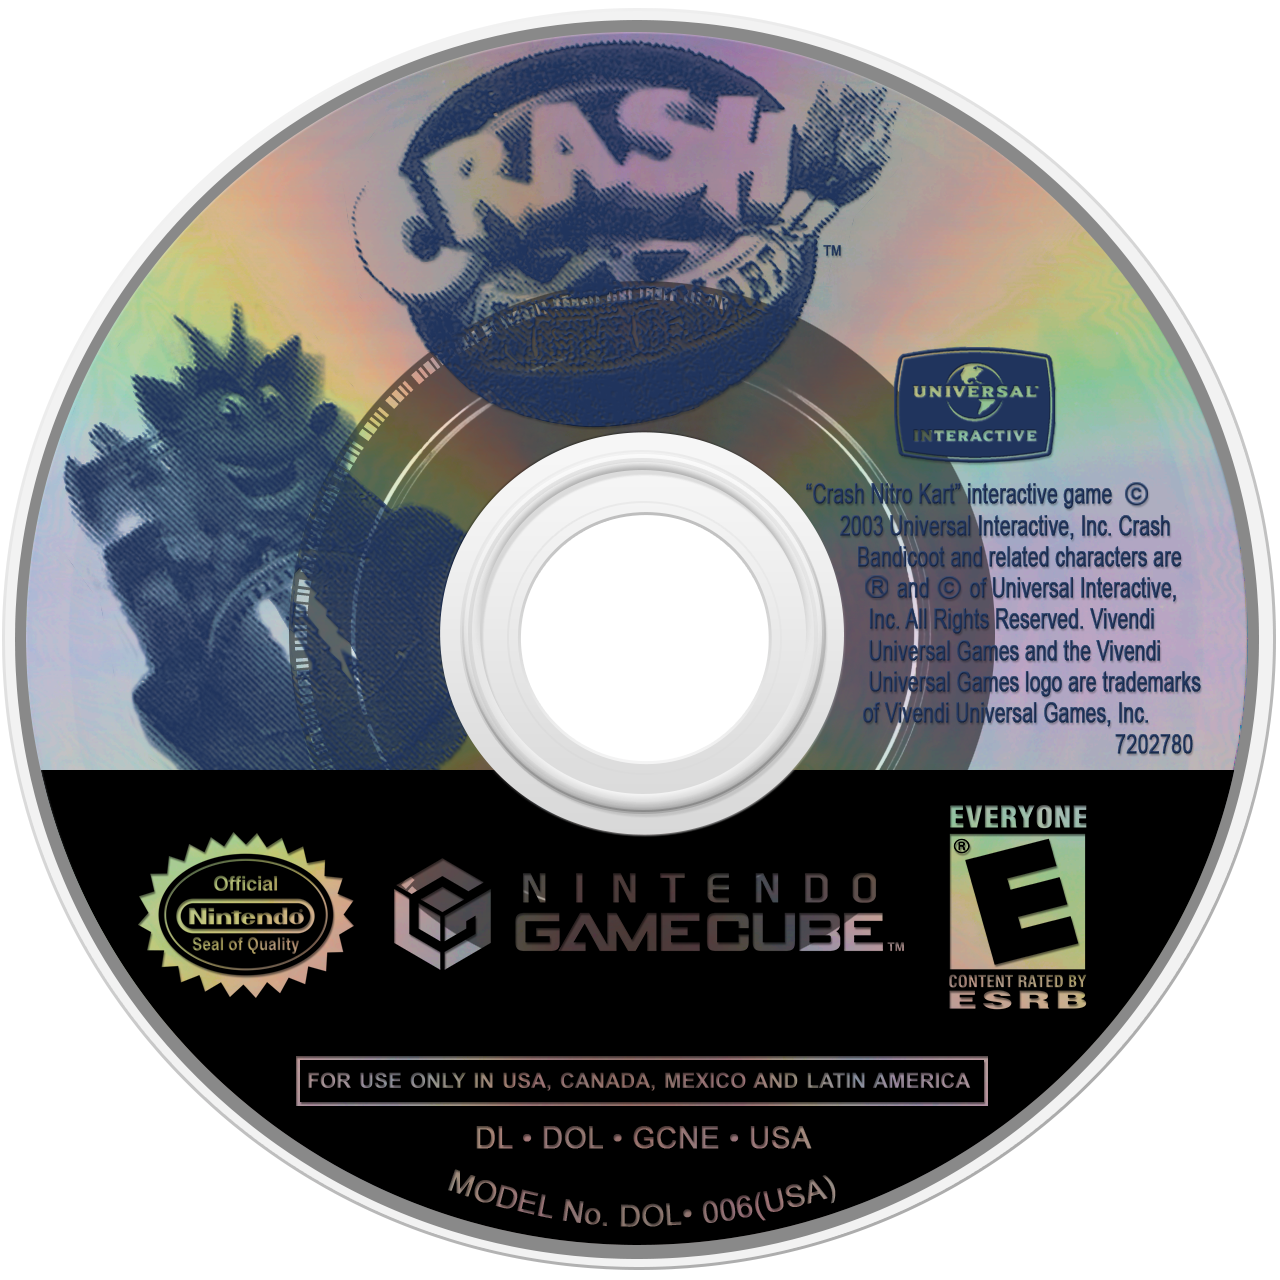 CRASH
NITRO KART
TM
UNIVERSAL
INTERACTIVE
“Crash Nitro Kart” interactive game ©
2003 Universal Interactive, Inc. Crash
Bandicoot and related characters are
® and © of Universal Interactive,
Inc. All Rights Reserved. Vivendi
Universal Games and the Vivendi
Universal Games logo are trademarks
of Vivendi Universal Games, Inc.
7202780
Official
Nintendo®
Seal of Quality
NINTENDO
GAMECUBE™
EVERYONE
®
E
CONTENT RATED BY
ESRB
FOR USE ONLY IN USA, CANADA, MEXICO AND LATIN AMERICA
DL • DOL • GCNE • USA
MODEL No. DOL• 006(USA)